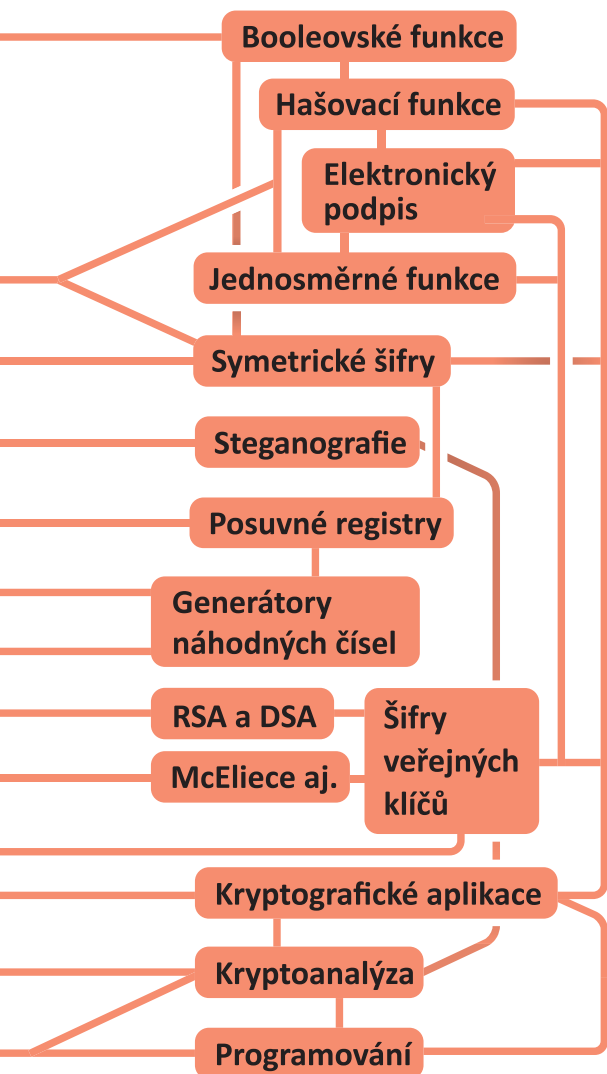 Booleovské funkce
Hašovací funkce
Elektronický
podpis
Jednosměrné funkce
Symetrické šifry
Steganografie
Posuvné registry
Generátory
náhodných čísel
RSA a DSA
Šifry
veřejných
klíčů
McEliece aj.
Kryptografické aplikace
Kryptoanalýza
Programování